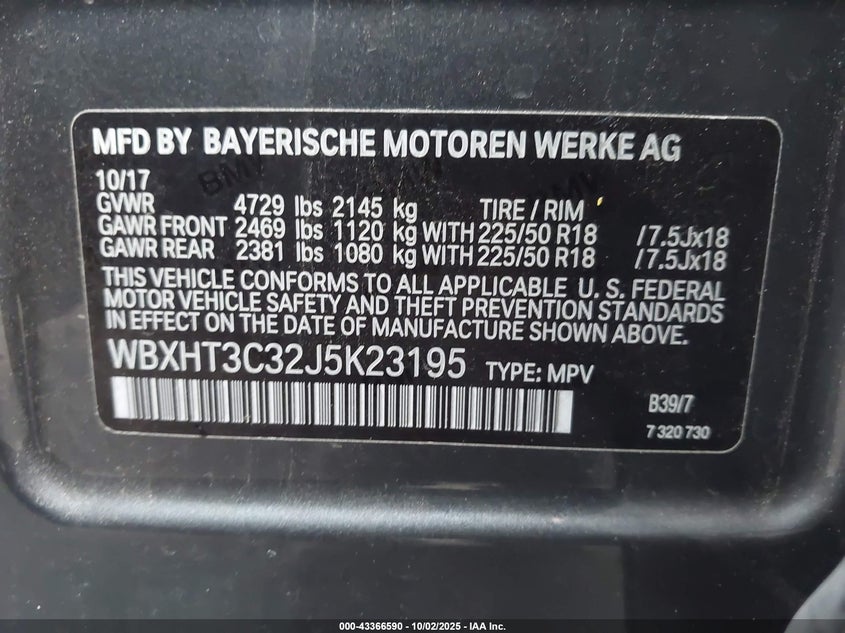 MFD BY BAYERISCHE MOTOREN WERKE AG
10/17
GVWR 4729 lbs 2145 kg TIRE / RIM
GAWR FRONT 2469 lbs 1120 kg WITH 225/50 R18 /7.5Jx18
GAWR REAR 2381 lbs 1080 kg WITH 225/50 R18 /7.5Jx18
THIS VEHICLE CONFORMS TO ALL APPLICABLE U. S. FEDERAL
MOTOR VEHICLE SAFETY AND THEFT PREVENTION STANDARDS
IN EFFECT ON THE DATE OF MANUFACTURE SHOWN ABOVE.
WBXHT3C32J5K23195 TYPE: MPV
B39/7
7 320 730
000-43366590 - 10/02/2025 - IAA Inc.